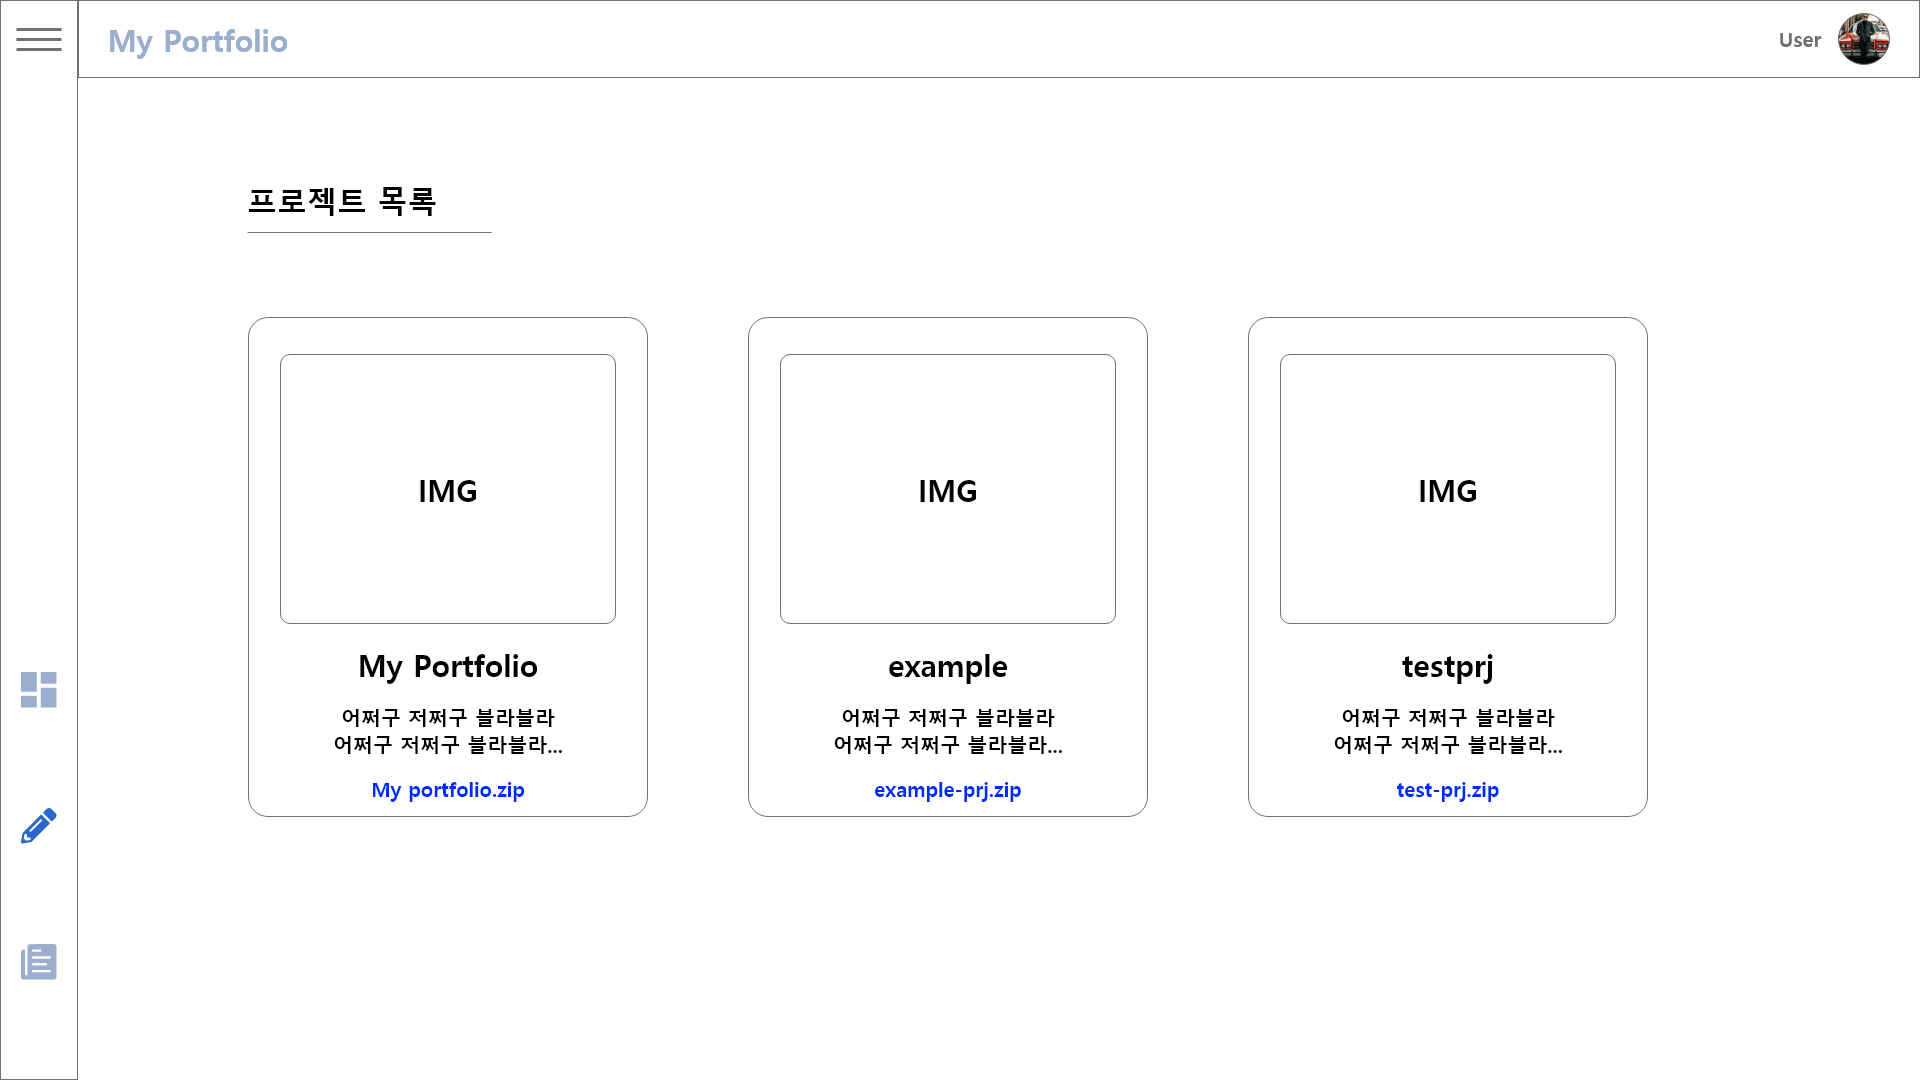 My Portfolio
User
프로젝트 목록
IMG
My Portfolio
어쩌구 저쩌구 블라블라
어쩌구 저쩌구 블라블라...
My portfolio.zip
IMG
example
어쩌구 저쩌구 블라블라
어쩌구 저쩌구 블라블라...
example-prj.zip
IMG
testprj
어쩌구 저쩌구 블라블라
어쩌구 저쩌구 블라블라...
test-prj.zip